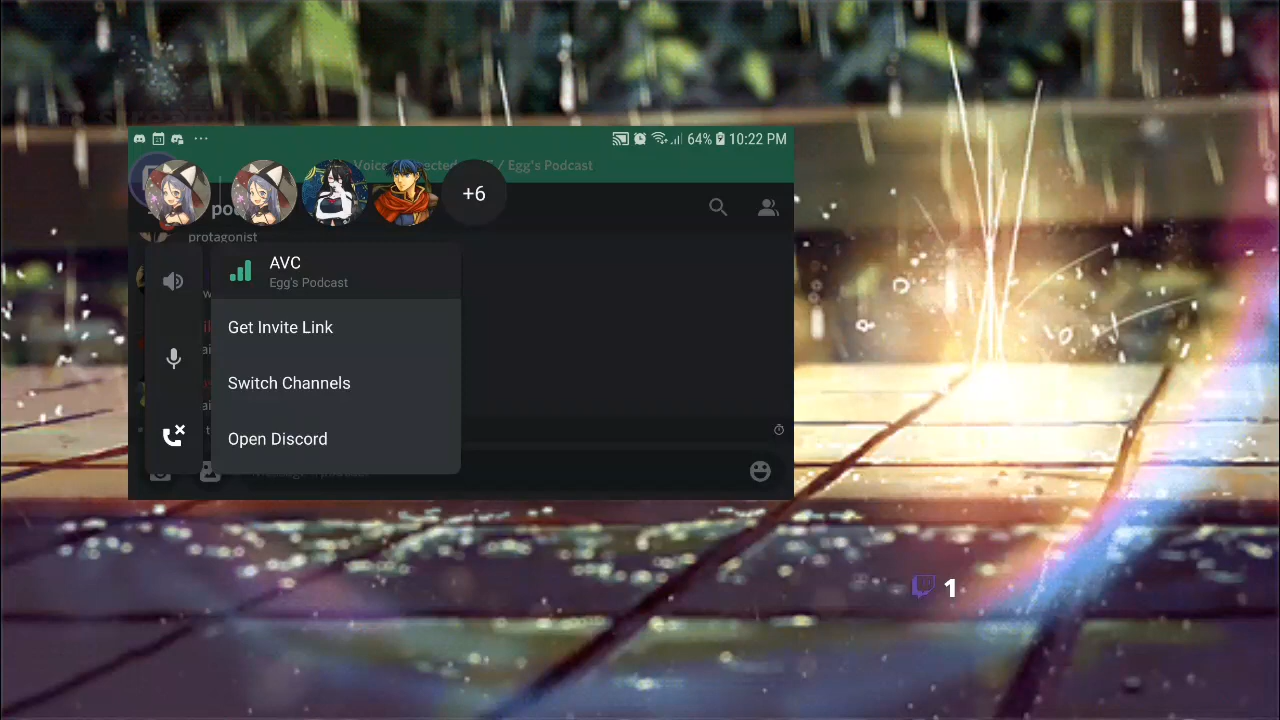 64% 10:22 PM
/ Egg's Podcast
+6
protagonist
AVC
Egg's Podcast
Get Invite Link
Switch Channels
Open Discord
1